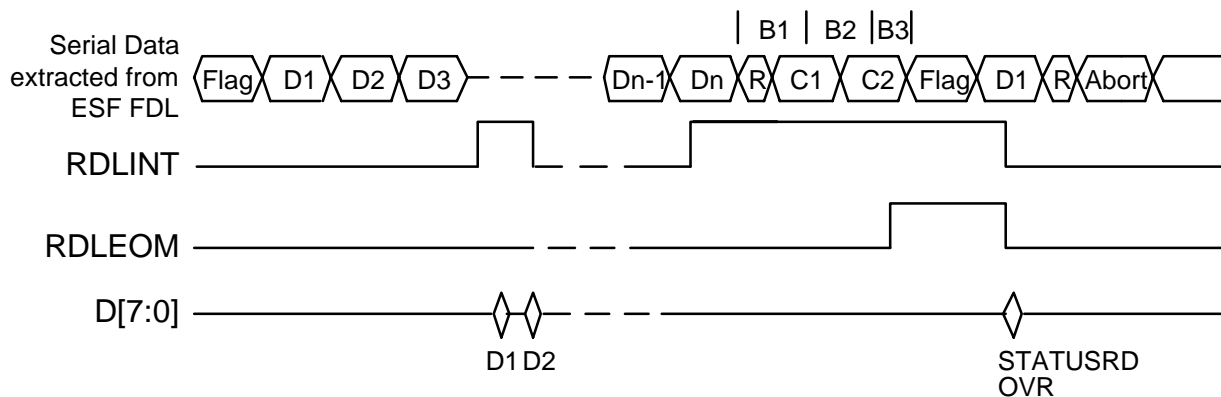 B1 B2 B3
Serial Data
extracted from
ESF FDL
Flag D1 D2 D3 Dn-1 Dn R C1 C2 Flag D1 R Abort
RDLINT
RDLEOM
D[7:0]
D1 D2 STATUSRD
OVR